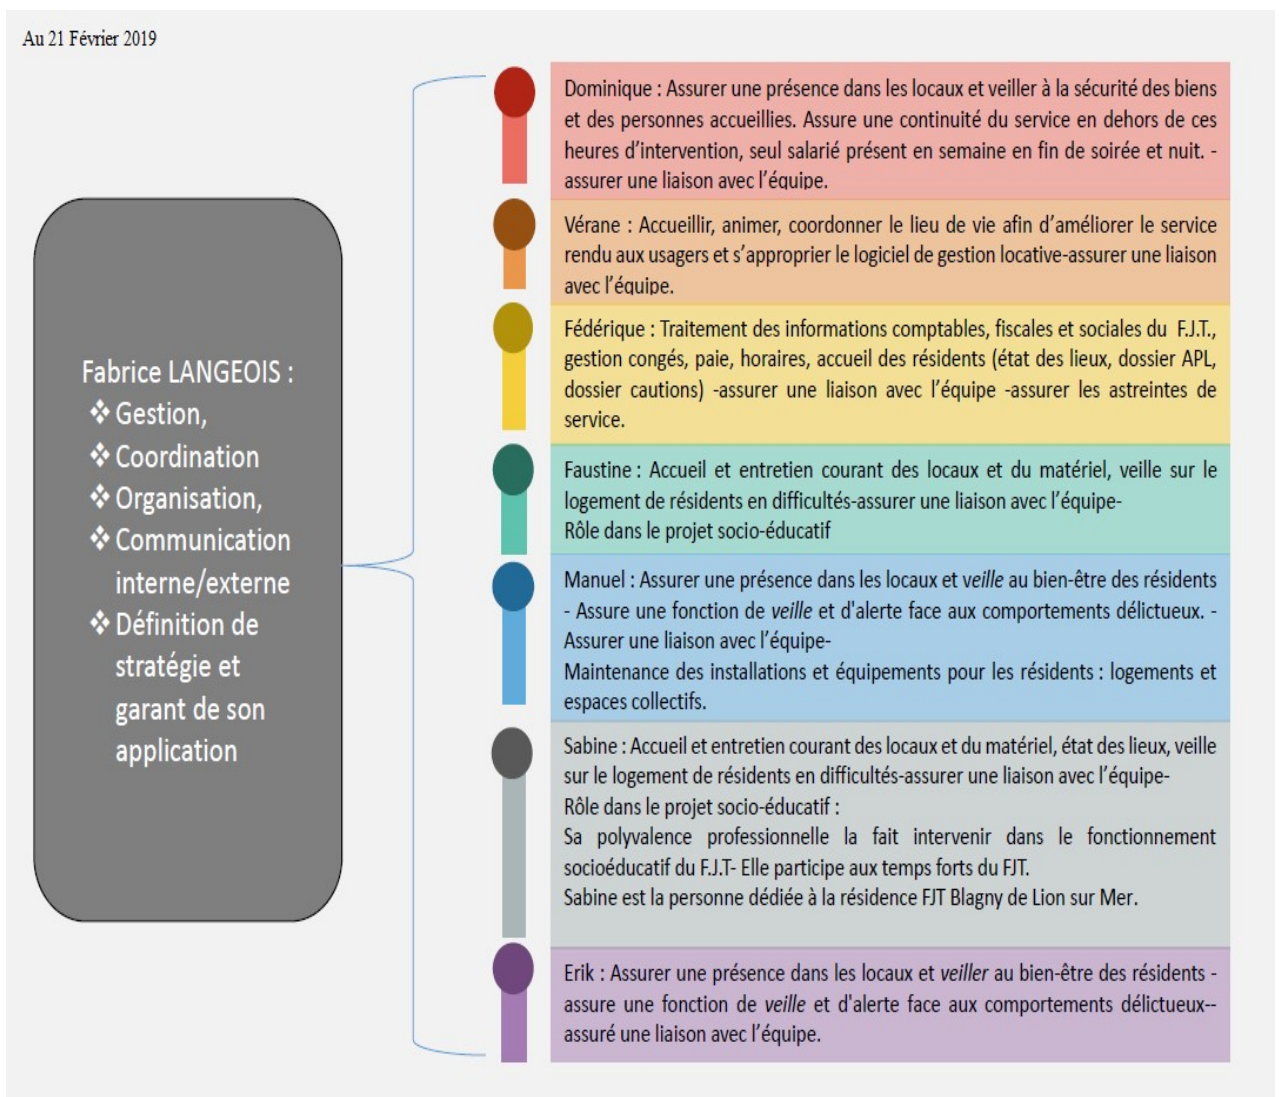 Au 21 Février 2019
Fabrice LANGEOIS :
❖ Gestion,
❖ Coordination
❖ Organisation,
❖ Communication
interne/externe
❖ Définition de
stratégie et
garant de son
application
Dominique : Assurer une présence dans les locaux et veiller à la sécurité des biens
et des personnes accueillies. Assure une continuité du service en dehors de ces
heures d’intervention, seul salarié présent en semaine en fin de soirée et nuit. -
assurer une liaison avec l’équipe.
Vérane : Accueillir, animer, coordonner le lieu de vie afin d’améliorer le service
rendu aux usagers et s’approprier le logiciel de gestion locative-assurer une liaison
avec l’équipe.
Fédérique : Traitement des informations comptables, fiscales et sociales du F.J.T.,
gestion congés, paie, horaires, accueil des résidents (état des lieux, dossier APL,
dossier cautions) -assurer une liaison avec l’équipe -assurer les astreintes de
service.
Faustine : Accueil et entretien courant des locaux et du matériel, veille sur le
logement de résidents en difficultés-assurer une liaison avec l’équipe-
Rôle dans le projet socio-éducatif
Manuel : Assurer une présence dans les locaux et veille au bien-être des résidents
- Assure une fonction de veille et d'alerte face aux comportements délictueux. -
Assurer une liaison avec l’équipe-
Maintenance des installations et équipements pour les résidents : logements et
espaces collectifs.
Sabine : Accueil et entretien courant des locaux et du matériel, état des lieux, veille
sur le logement de résidents en difficultés-assurer une liaison avec l’équipe-
Rôle dans le projet socio-éducatif :
Sa polyvalence professionnelle la fait intervenir dans le fonctionnement
socioéducatif du F.J.T- Elle participe aux temps forts du FJT.
Sabine est la personne dédiée à la résidence FJT Blagny de Lion sur Mer.
Erik : Assurer une présence dans les locaux et veiller au bien-être des résidents -
assure une fonction de veille et d'alerte face aux comportements délictueux--
assuré une liaison avec l’équipe.